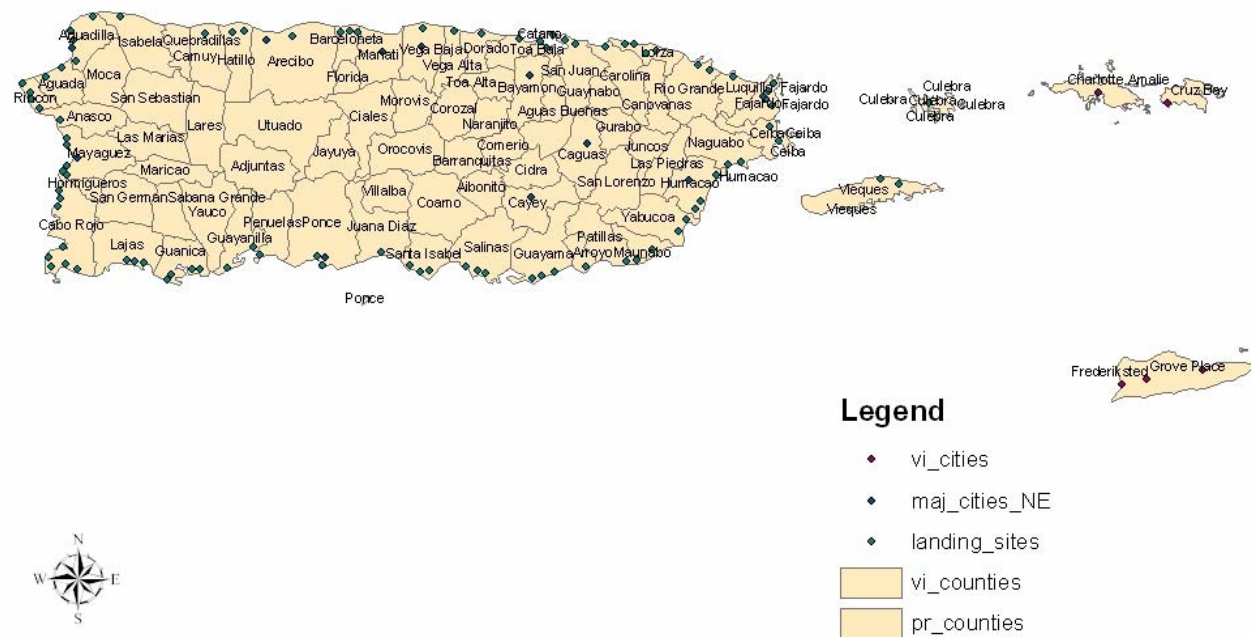 Aguadilla
Isabela
Quebradillas
Camuy
Hatillo
Arecibo
Barceloneta
Manati
Florida
Vega Baja
Vega Alta
Dorado
Toa Alta
Catano
Toa Baja
Bayamon
San Juan
Guaynabo
Carolina
Loiza
Canovanas
Rio Grande
Luquillo
Fajardo
Fajardo
Fajardo
Culebra
Culebra
Culebra
Culebra
Culebra
Charlotte Amalie
Cruz Bay
Moca
Aguada
Rincon
San Sebastian
Anasco
Las Marias
Lares
Utuado
Morovis
Ciales
Corozal
Naranjito
Aguas Buenas
Gurabo
Juncos
Naguabo
Ceiba
Ceiba
Ceiba
Mayaguez
Maricao
Adjuntas
Jayuya
Orocovis
Comerio
Barranquitas
Caguas
Cidra
Las Piedras
Humacao
Humacao
Hormigueros
San German
Sabana Grande
Yauco
Villalba
Aibonito
Coamo
Cayey
San Lorenzo
Yabucoa
Vieques
Vieques
Cabo Rojo
Lajas
Guanica
Guayanilla
Penuelas
Ponce
Juana Diaz
Santa Isabel
Salinas
Guayama
Patillas
Arroyo
Maunabo
Ponce
Frederiksted
Grove Place
Legend
vi_cities
maj_cities_NE
landing_sites
vi_counties
pr_counties
N
W
E
S